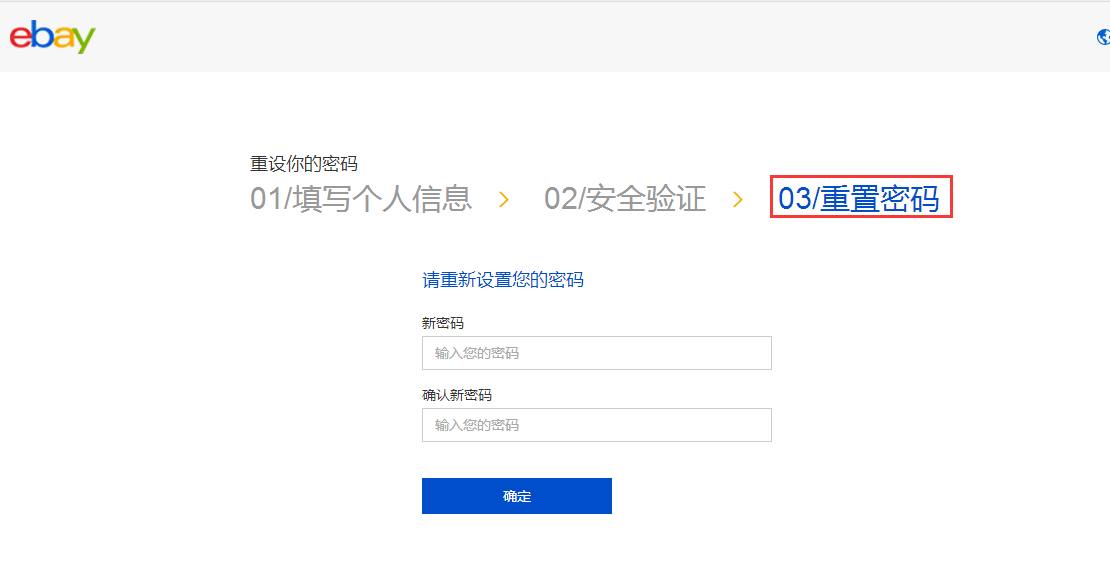 ebay
重设你的密码
01/填写个人信息 > 02/安全验证 > 03/重置密码
请重新设置您的密码
新密码
输入您的密码
确认新密码
输入您的密码
确定